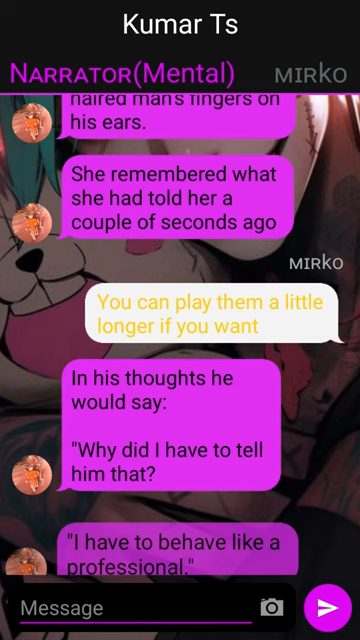 Kumar Ts
NARRATOR(Mental)
MIRKO
haired man's fingers on
his ears.
She remembered what
she had told her a
couple of seconds ago
MIRKO
You can play them a little
longer if you want
In his thoughts he
would say:
"Why did I have to tell
him that?
"I have to behave like a
professional."
Message